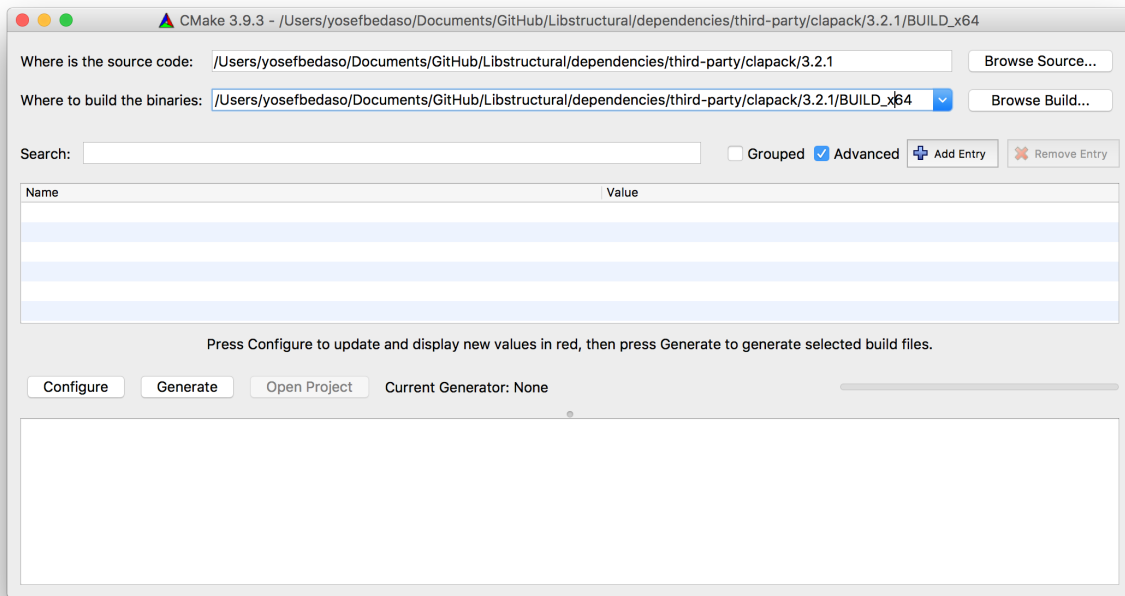 CMake 3.9.3 - /Users/yosefbedaso/Documents/GitHub/Libstructural/dependencies/third-party/clapack/3.2.1/BUILD_x64
Where is the source code: /Users/yosefbedaso/Documents/GitHub/Libstructural/dependencies/third-party/clapack/3.2.1 Browse Source...
Where to build the binaries: /Users/yosefbedaso/Documents/GitHub/Libstructural/dependencies/third-party/clapack/3.2.1/BUILD_x64 Browse Build...
Search: Grouped Advanced Add Entry Remove Entry
Name Value
Press Configure to update and display new values in red, then press Generate to generate selected build files.
Configure Generate Open Project Current Generator: None